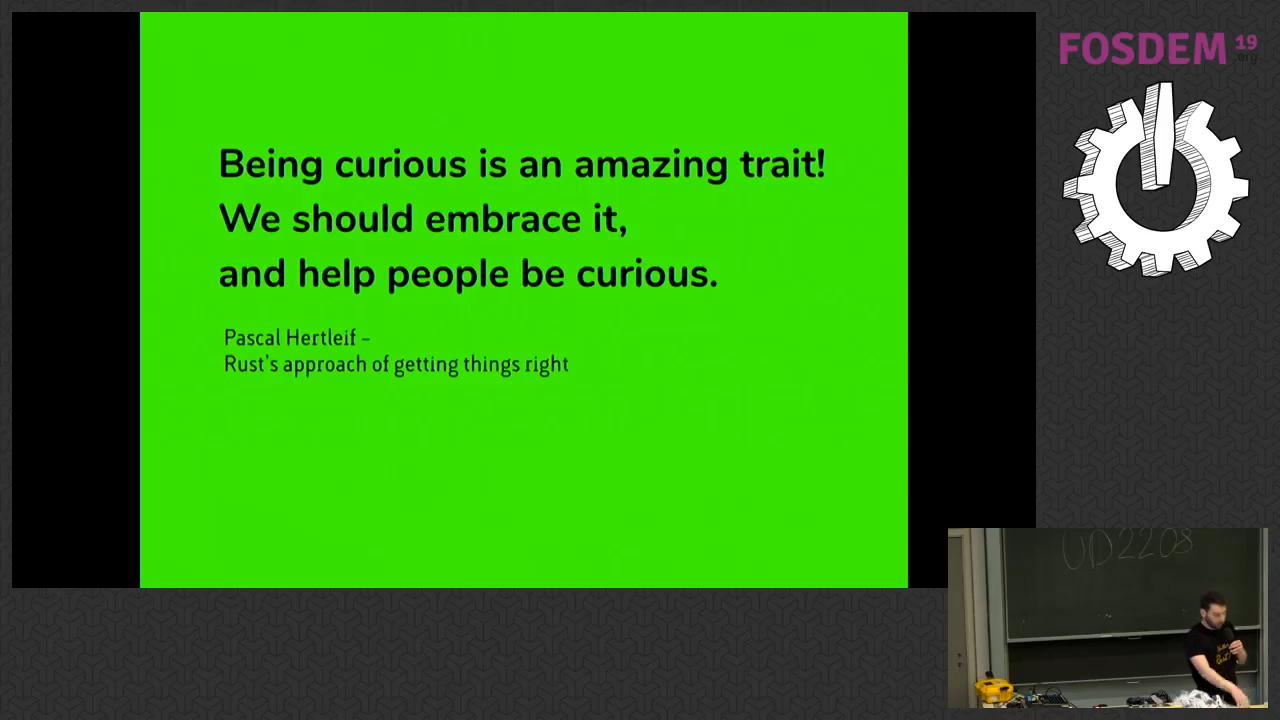 Being curious is an amazing trait!
We should embrace it,
and help people be curious.
Pascal Hertleif –
Rust's approach of getting things right
FOSDEM 19
.org
UD2208